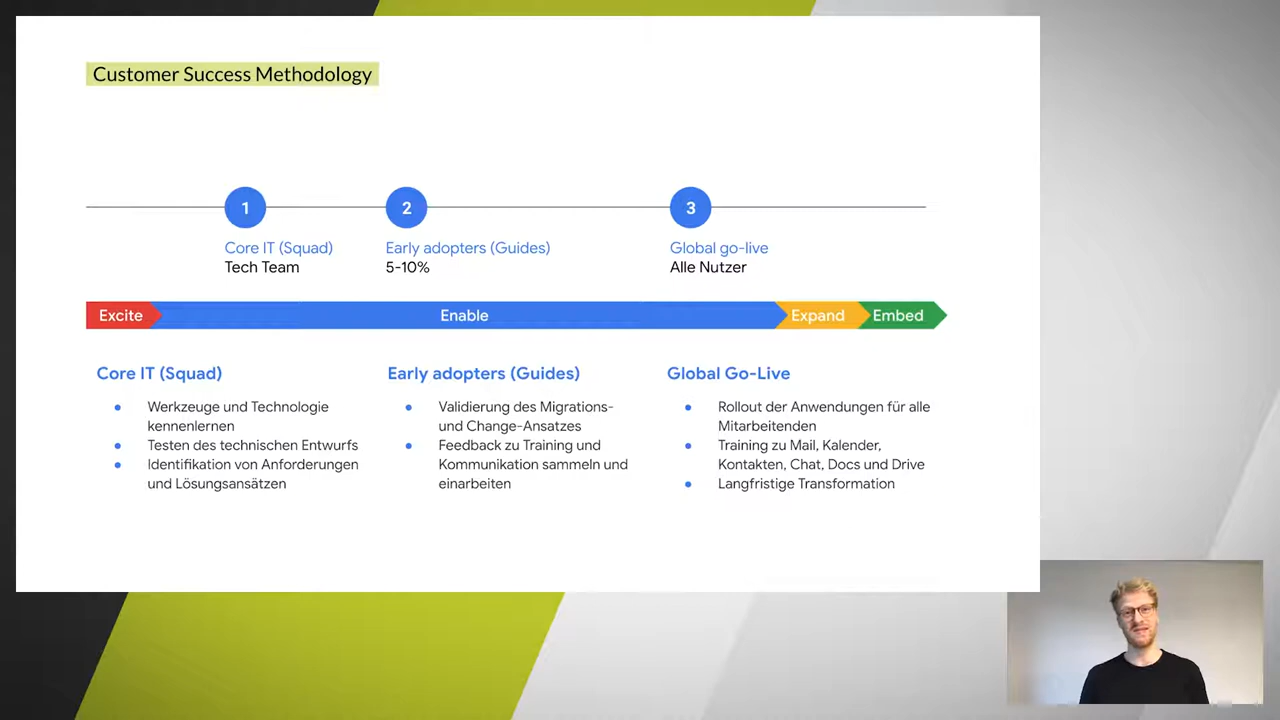 Customer Success Methodology
1
2
3
Core IT (Squad)
Tech Team
Early adopters (Guides)
5-10%
Global go-live
Alle Nutzer
Excite
Enable
Expand
Embed
Core IT (Squad)
Werkzeuge und Technologie
kennenlernen
Testen des technischen Entwurfs
Identifikation von Anforderungen
und Lösungsansätzen
Early adopters (Guides)
Validierung des Migrations-
und Change-Ansatzes
Feedback zu Training und
Kommunikation sammeln und
einarbeiten
Global Go-Live
Rollout der Anwendungen für alle
Mitarbeitenden
Training zu Mail, Kalender,
Kontakten, Chat, Docs und Drive
Langfristige Transformation